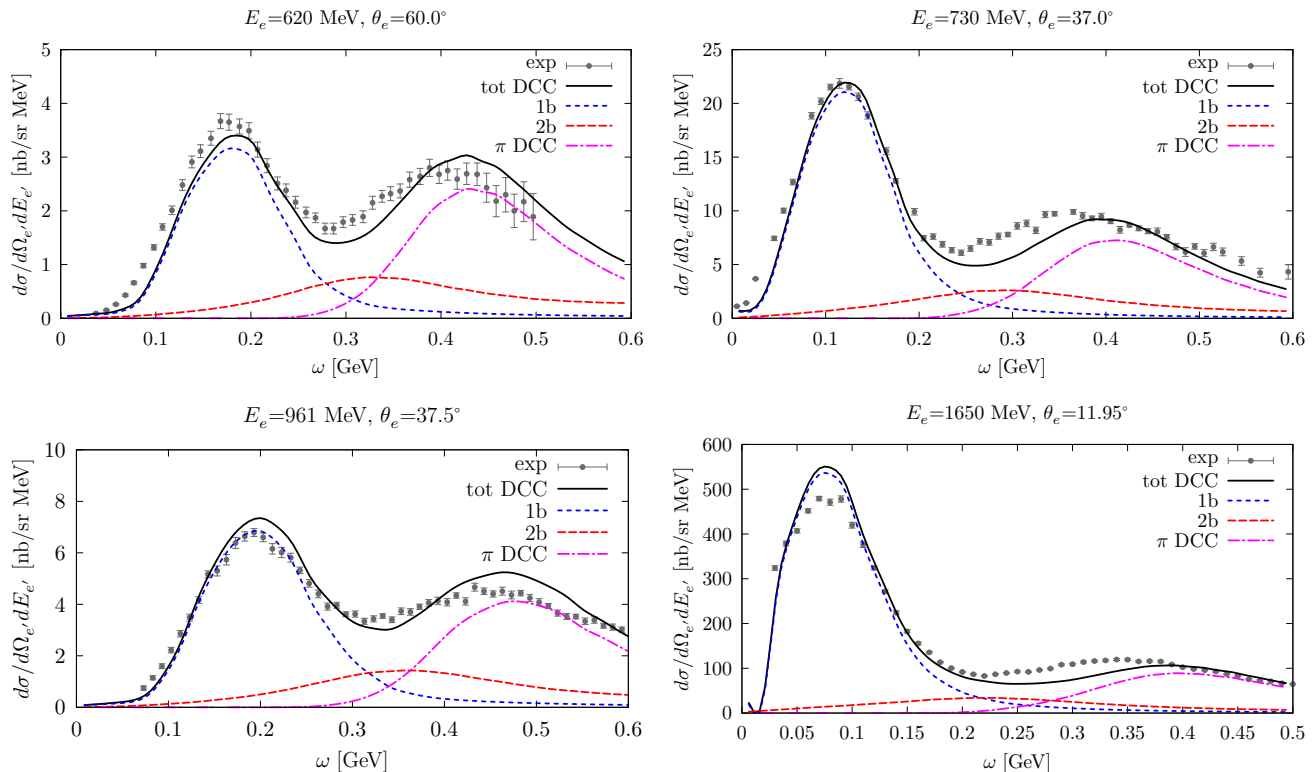 E_e=620 MeV, θ_e=60.0°
dσ/dΩ_e′dE_e′ [nb/sr MeV]
5
4
3
2
1
0
exp
tot DCC
1b
2b
π DCC
0 0.1 0.2 0.3 0.4 0.5 0.6
ω [GeV]
E_e=730 MeV, θ_e=37.0°
dσ/dΩ_e′dE_e′ [nb/sr MeV]
25
20
15
10
5
0
exp
tot DCC
1b
2b
π DCC
0 0.1 0.2 0.3 0.4 0.5 0.6
ω [GeV]
E_e=961 MeV, θ_e=37.5°
dσ/dΩ_e′dE_e′ [nb/sr MeV]
10
8
6
4
2
0
exp
tot DCC
1b
2b
π DCC
0 0.1 0.2 0.3 0.4 0.5 0.6
ω [GeV]
E_e=1650 MeV, θ_e=11.95°
dσ/dΩ_e′dE_e′ [nb/sr MeV]
600
500
400
300
200
100
0
exp
tot DCC
1b
2b
π DCC
0 0.05 0.1 0.15 0.2 0.25 0.3 0.35 0.4 0.45 0.5
ω [GeV]